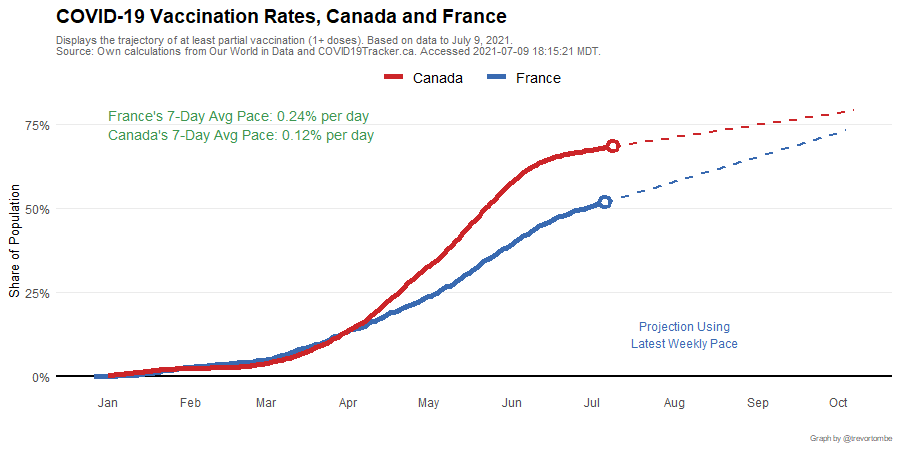 COVID-19 Vaccination Rates, Canada and France
Displays the trajectory of at least partial vaccination (1+ doses). Based on data to July 9, 2021.
Source: Own calculations from Our World in Data and COVID19Tracker.ca. Accessed 2021-07-09 18:15:21 MDT.
Canada France
France's 7-Day Avg Pace: 0.24% per day
Canada's 7-Day Avg Pace: 0.12% per day
Share of Population
75%
50%
25%
0%
Projection Using
Latest Weekly Pace
Jan Feb Mar Apr May Jun Jul Aug Sep Oct
Graph by @trevortombe